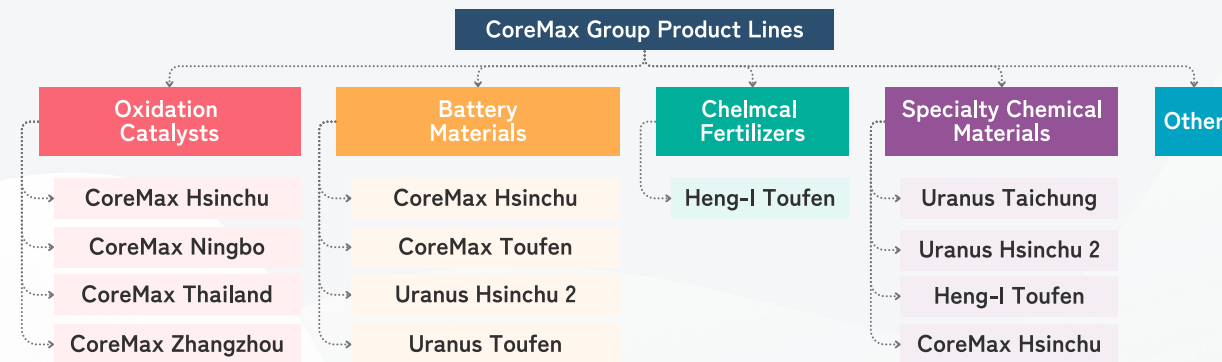 CoreMax Group Product Lines
Oxidation
Catalysts
CoreMax Hsinchu
CoreMax Ningbo
CoreMax Thailand
CoreMax Zhangzhou
Battery
Materials
CoreMax Hsinchu
CoreMax Toufen
Uranus Hsinchu 2
Uranus Toufen
Chelmcal
Fertilizers
Heng-I Toufen
Specialty Chemical
Materials
Uranus Taichung
Uranus Hsinchu 2
Heng-I Toufen
CoreMax Hsinchu
Other